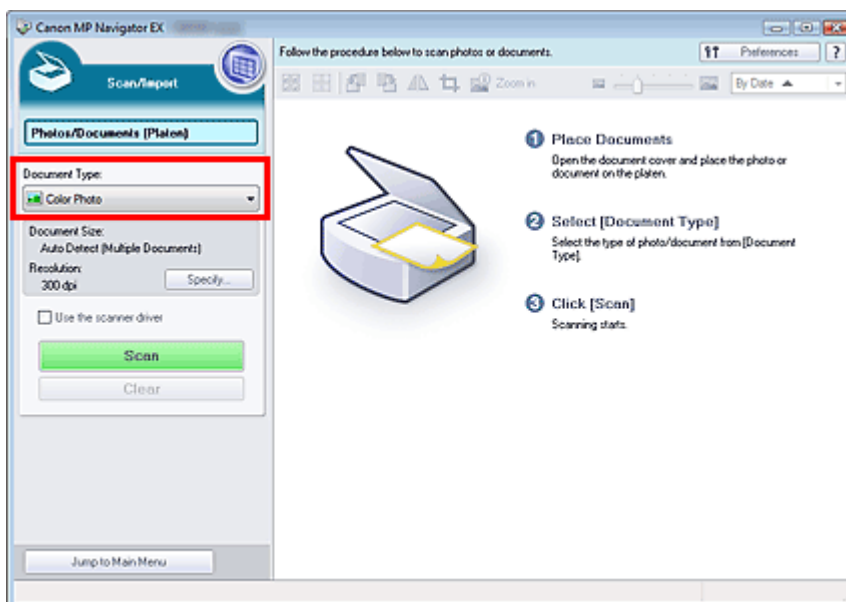 Canon MP Navigator EX
Scan/Import
Photos/Documents (Platen)
Document Type:
Color Photo
Document Size:
Auto Detect (Multiple Documents)
Resolution:
300 dpi
Specify...
Use the scanner driver
Scan
Clear
Jump to Main Menu
Follow the procedure below to scan photos or documents.
Preferences
?
Zoom in
By Date
1 Place Documents
Open the document cover and place the photo or
document on the platen.
2 Select [Document Type]
Select the type of photo/document from [Document
Type].
3 Click [Scan]
Scanning starts.